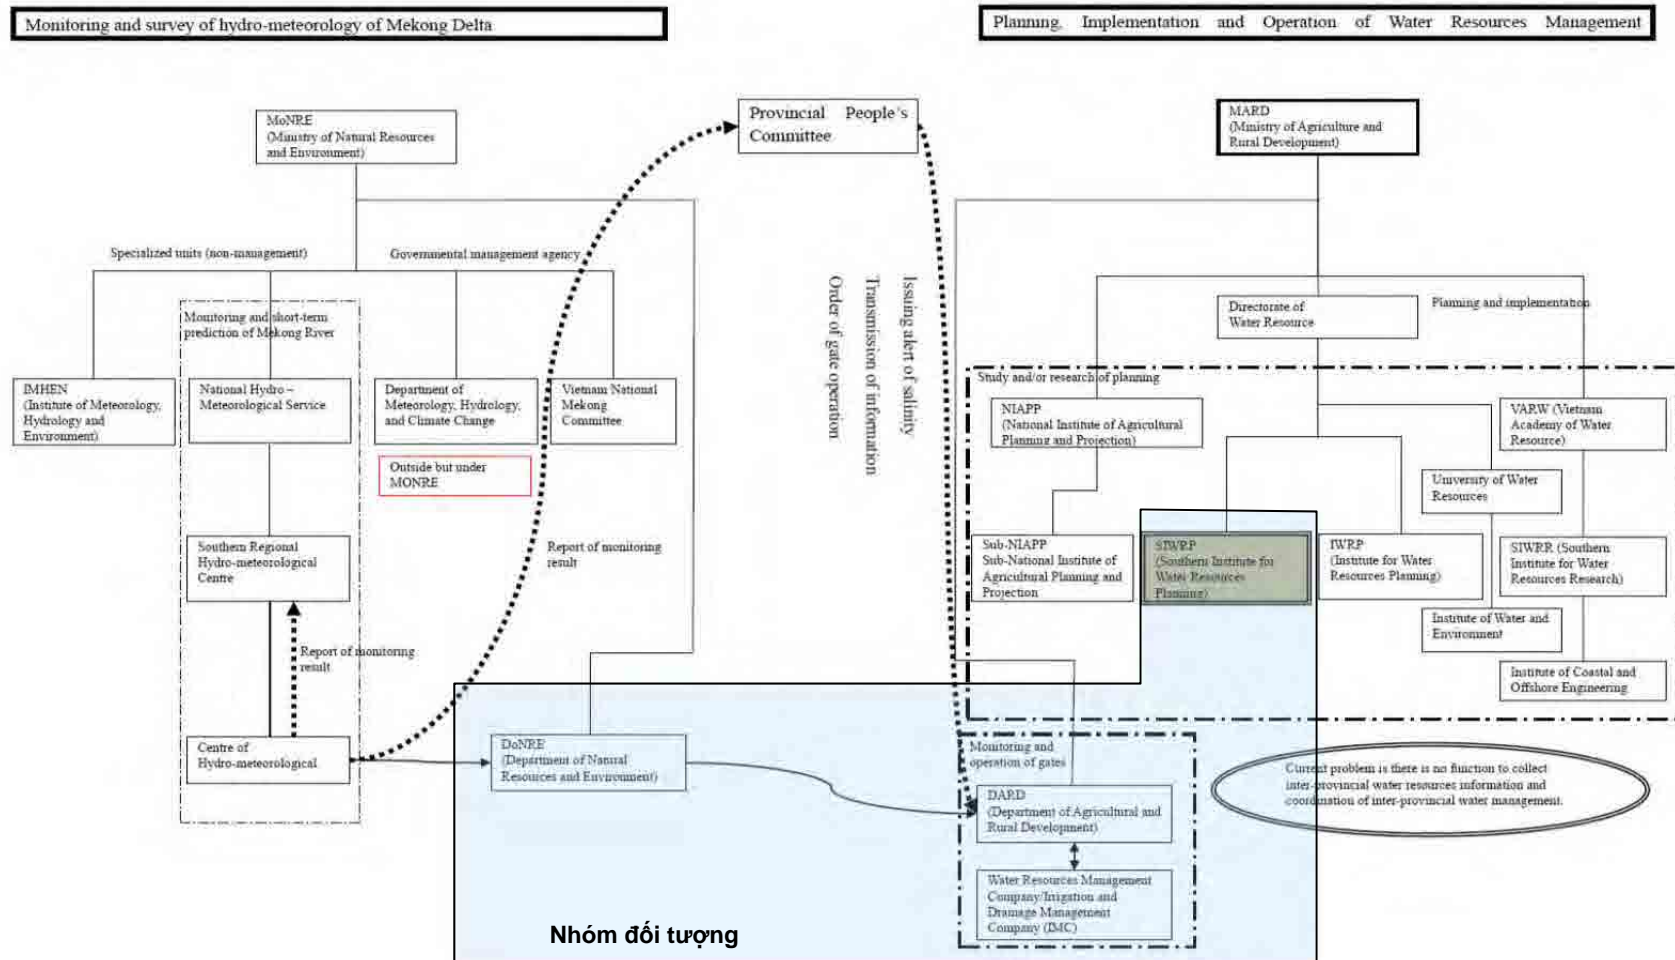 Monitoring and survey of hydro-meteorology of Mekong Delta
Planning, Implementation and Operation of Water Resources Management
MoNRE
(Ministry of Natural Resources
and Environment)
Provincial People's
Committee
MARD
(Ministry of Agriculture and
Rural Development)
Specialized units (non-management)
Governmental management agency
Monitoring and short-term
prediction of Mekong River
IMHEN
(Institute of Meteorology,
Hydrology and
Environment)
National Hydro –
Meteorological Service
Department of
Meteorology, Hydrology,
and Climate Change
Vietnam National
Mekong
Committee
Outside but under
MONRE
Southern Regional
Hydro-meteorological
Centre
Report of monitoring
result
Report of monitoring
result
Centre of
Hydro-meteorological
Issuing alert of salinity
Transmission of information
Order of gate operation
Directorate of
Water Resource
Planning and implementation
Study and/or research of planning
NIAPP
(National Institute of Agricultural
Planning and Projection)
VARW (Vietnam
Academy of Water
Resource)
University of Water
Resources
Sub-NIAPP
Sub-National Institute of
Agricultural Planning and
Projection
SIWRP
(Southern Institute for
Water Resources
Planning)
IWRP
(Institute for Water
Resources Planning)
SIWRR (Southern
Institute for Water
Resources Research)
Institute of Water and
Environment
Institute of Coastal and
Offshore Engineering
DoNRE
(Department of Natural
Resources and Environment)
Monitoring and
operation of gates
DARD
(Department of Agricultural and
Rural Development)
Water Resources Management
Company/Irrigation and
Dramage Management
Company (IMC)
Current problem is there is no function to collect
inter-provincial water resources information and
coordination of inter-provincial water management.
Nhóm đối tượng